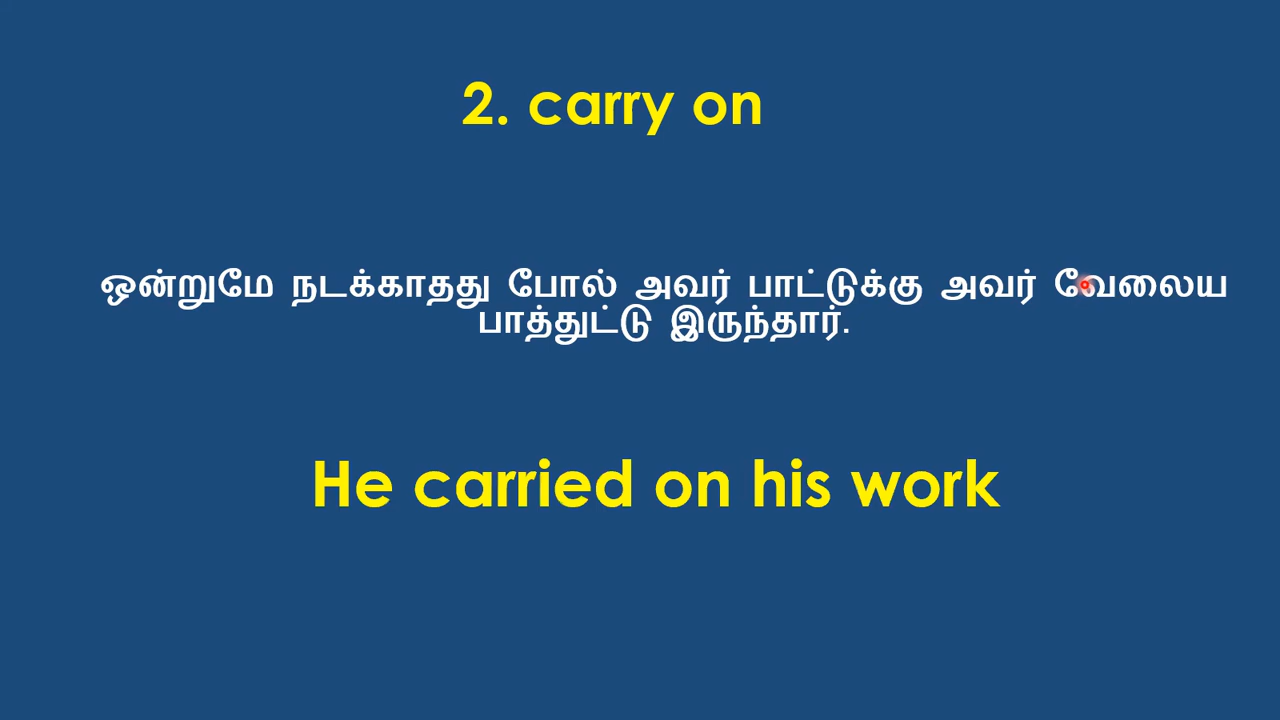 2. carry on
ஒன்றுமே நடக்காதது போல் அவர் பாட்டுக்கு அவர் வேலைய
பாத்துட்டு இருந்தார்.
He carried on his work